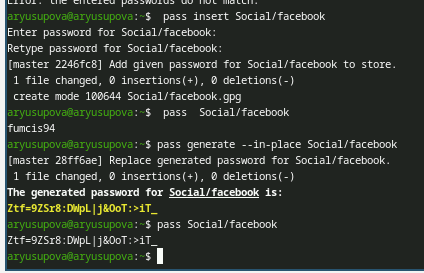 Error: the entered passwords do not match.
aryusupova@aryusupova:~$  pass insert Social/facebook
Enter password for Social/facebook:
Retype password for Social/facebook:
[master 2246fc8] Add given password for Social/facebook to store.
 1 file changed, 0 insertions(+), 0 deletions(-)
 create mode 100644 Social/facebook.gpg
aryusupova@aryusupova:~$  pass  Social/facebook
fumcis94
aryusupova@aryusupova:~$ pass generate --in-place Social/facebook
[master 28ff6ae] Replace generated password for Social/facebook.
 1 file changed, 0 insertions(+), 0 deletions(-)
The generated password for Social/facebook is:
Ztf=9ZSr8:DWpL|j&OoT:>iT_
aryusupova@aryusupova:~$ pass Social/facebook
Ztf=9ZSr8:DWpL|j&OoT:>iT_
aryusupova@aryusupova:~$